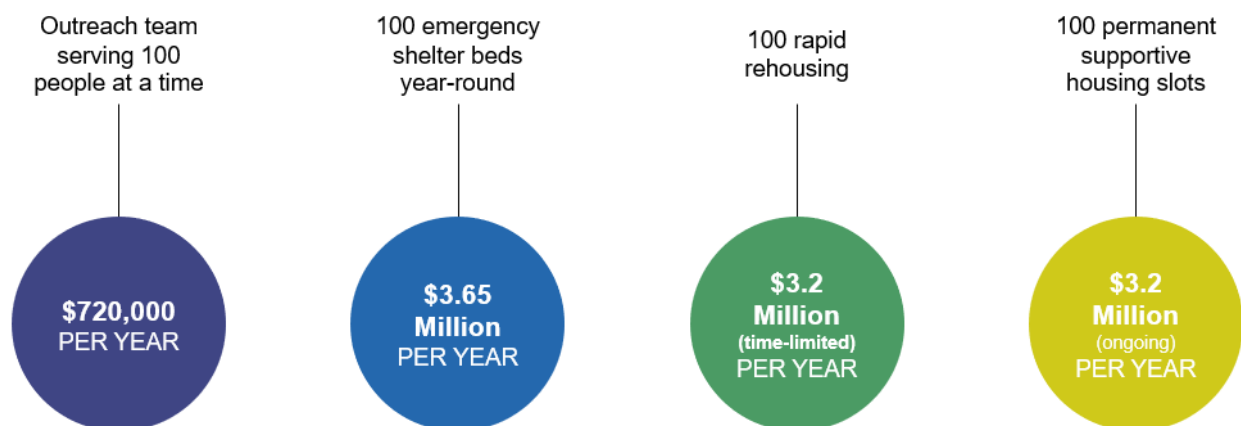 Outreach team
serving 100
people at a time
100 emergency
shelter beds
year-round
100 rapid
rehousing
100 permanent
supportive
housing slots
$720,000
PER YEAR
$3.65
Million
PER YEAR
$3.2
Million
(time-limited)
PER YEAR
$3.2
Million
(ongoing)
PER YEAR